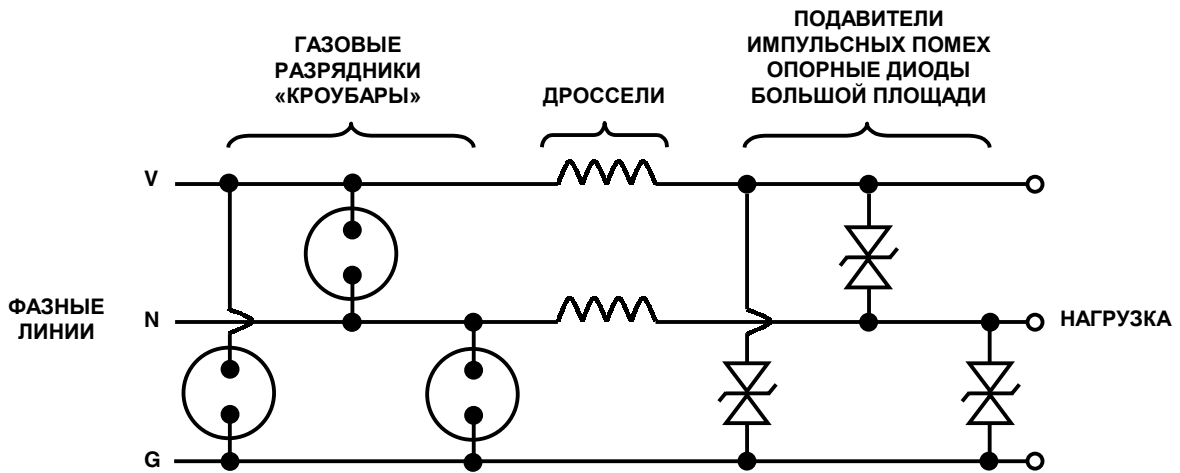 ГАЗОВЫЕ
РАЗРЯДНИКИ
«КРОУБАРЫ»
ДРОССЕЛИ
ПОДАВИТЕЛИ
ИМПУЛЬСНЫХ ПОМЕХ
ОПОРНЫЕ ДИОДЫ
БОЛЬШОЙ ПЛОЩАДИ
V
ФАЗНЫЕ
ЛИНИИ
N
НАГРУЗКА
G